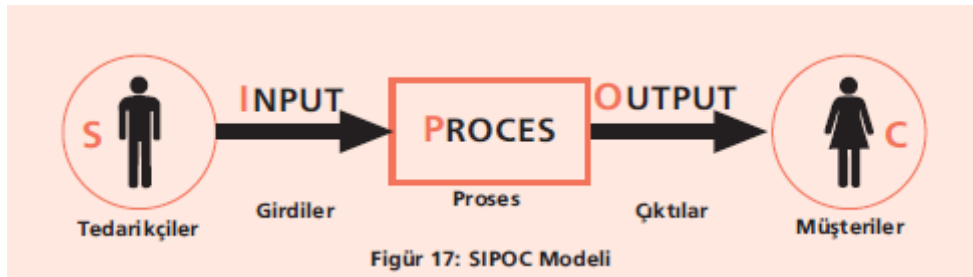 S
INPUT
PROCES
OUTPUT
C
Tedarikçiler
Girdiler
Proses
Çıktılar
Müşteriler
Figür 17: SIPOC Modeli